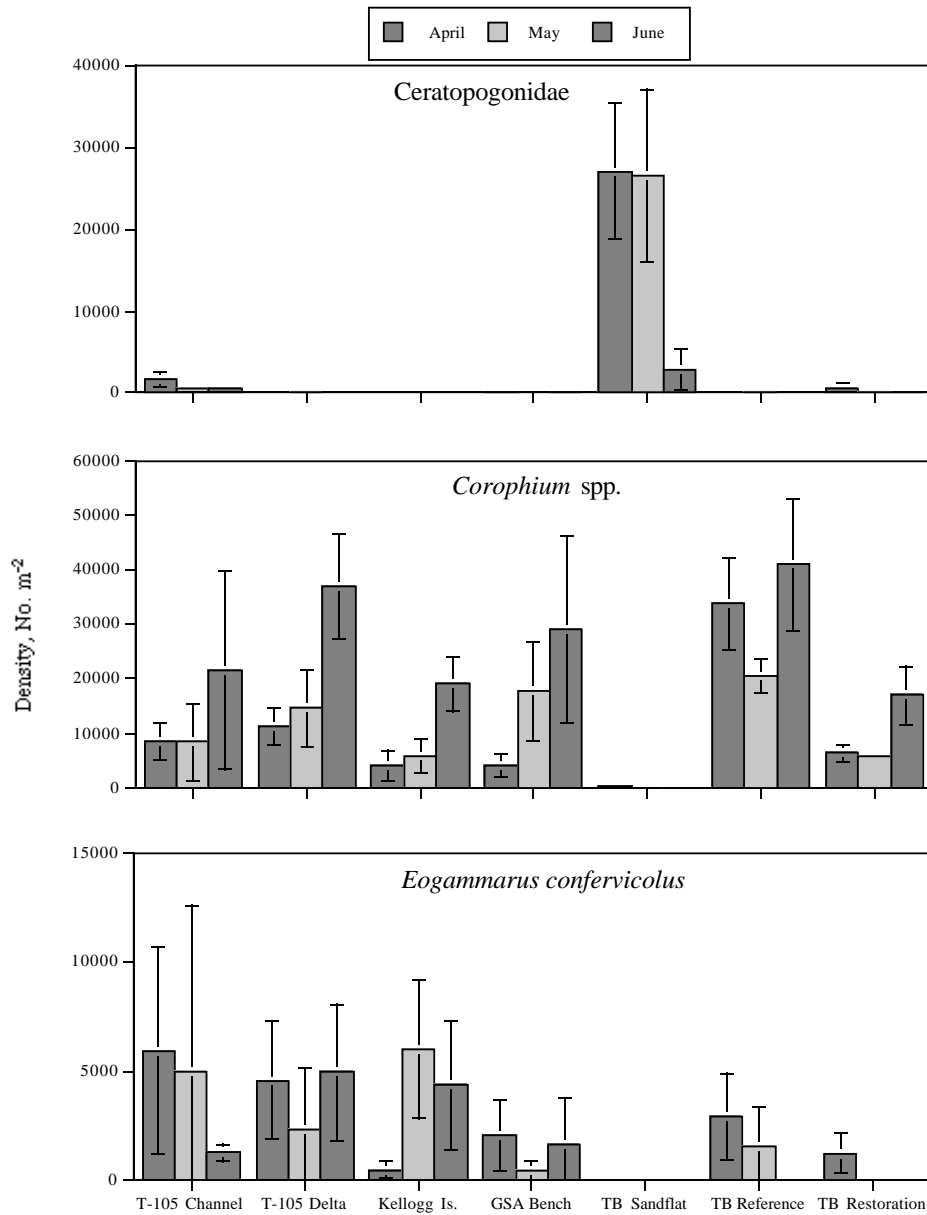 April May June
Ceratopogonidae
40000
30000
20000
10000
0
Corophium spp.
60000
50000
40000
30000
20000
10000
0
Density, No. m-2
Eogammarus confervicolus
15000
10000
5000
0
T-105 Channel T-105 Delta Kellogg Is. GSA Bench TB Sandflat TB Reference TB Restoration